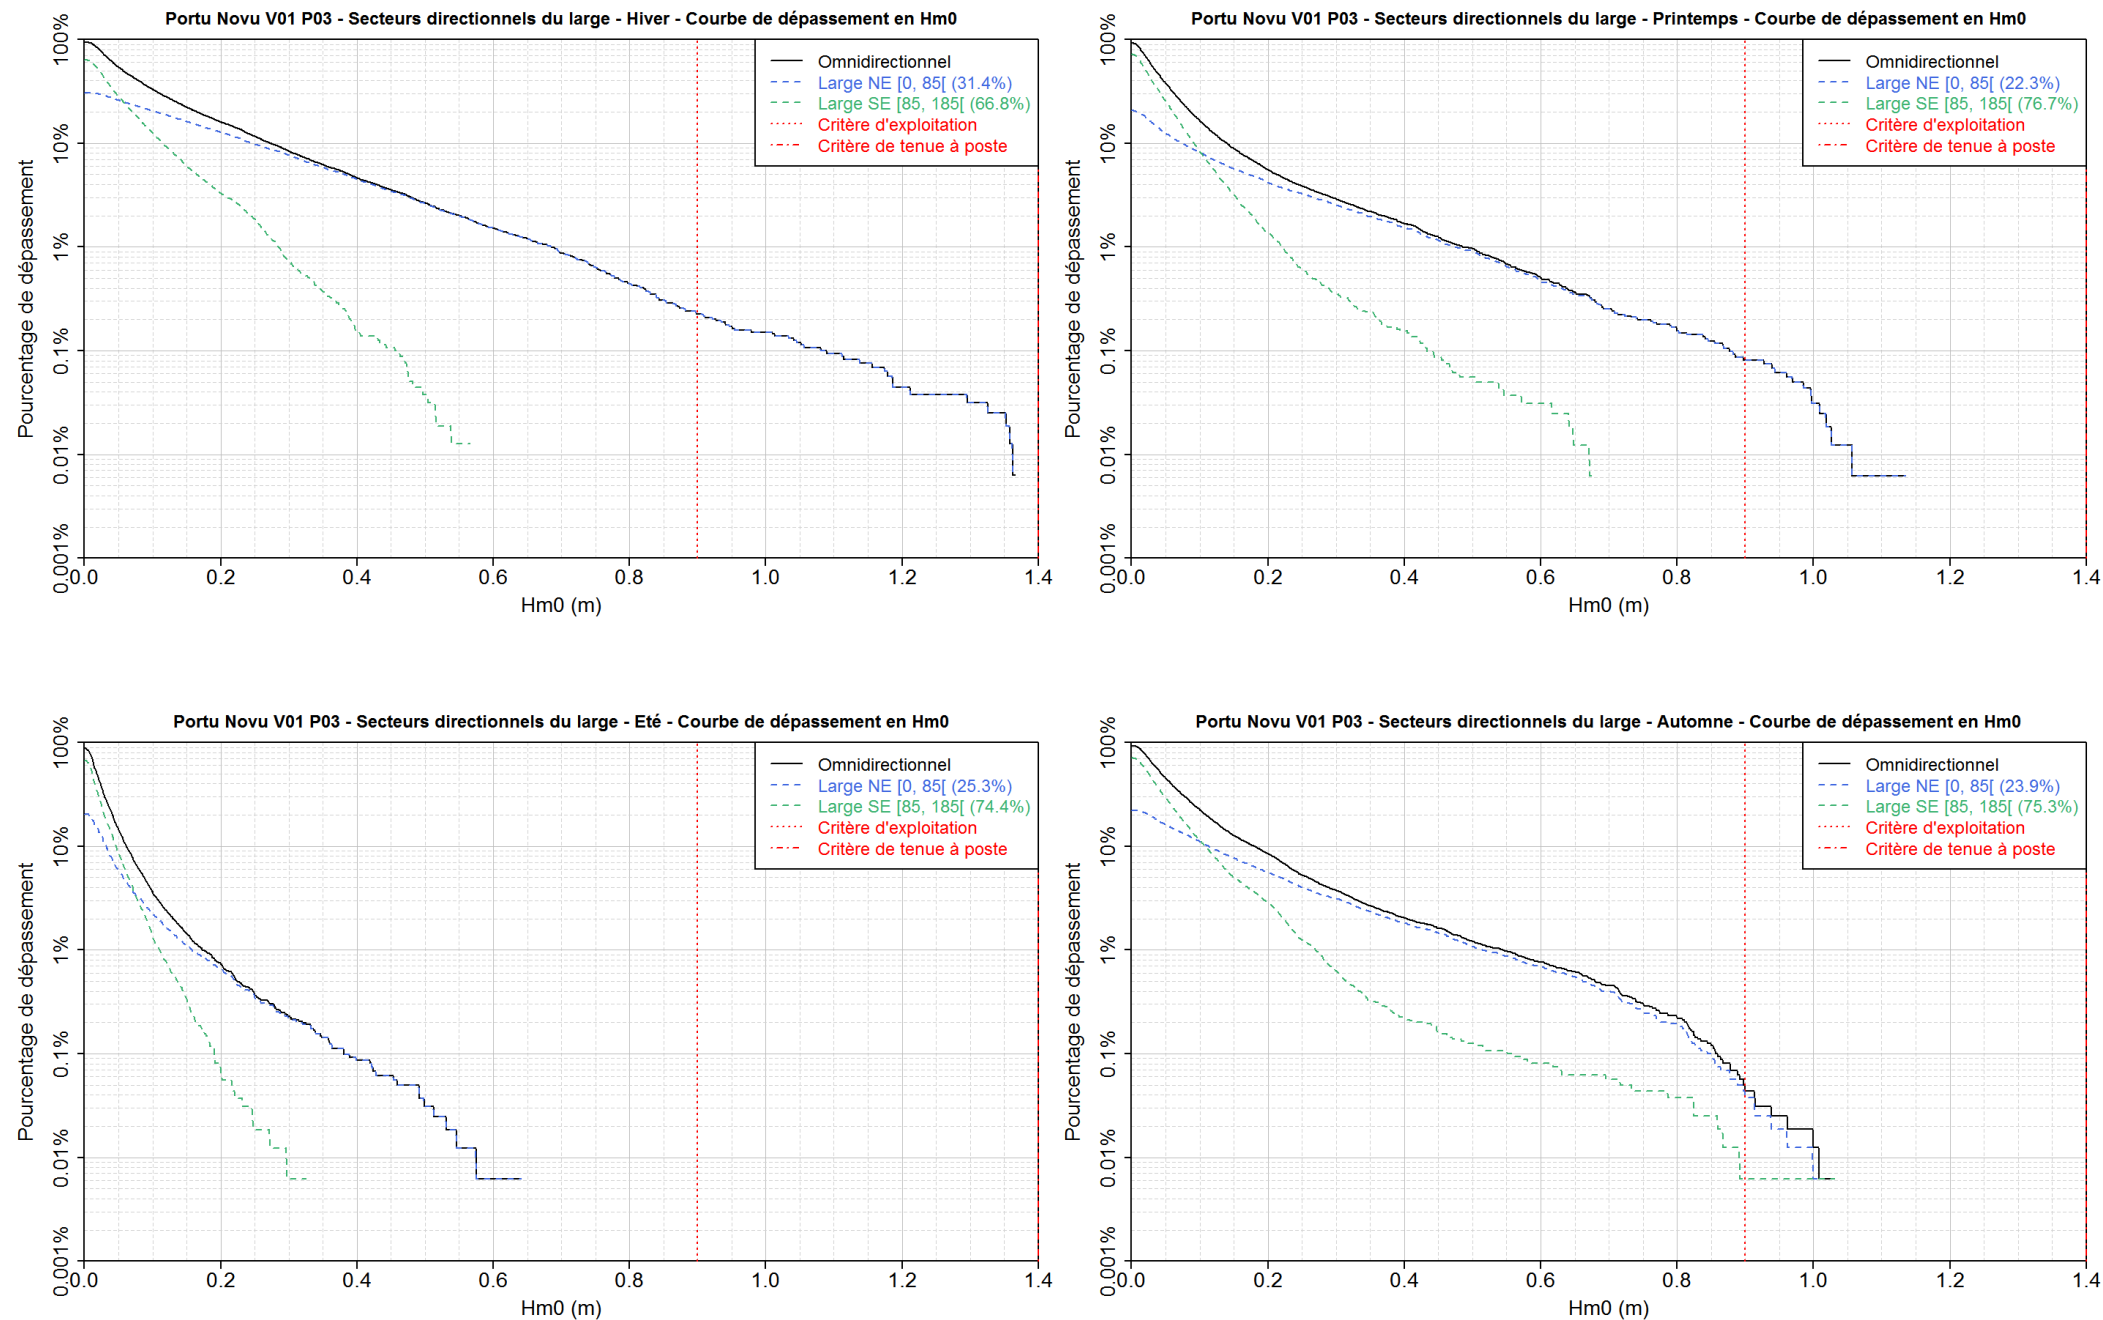 Portu Novu V01 P03 - Secteurs directionnels du large - Hiver - Courbe de dépassement en Hm0
Omnidirectionnel
Large NE [0, 85[ (31.4%)
Large SE [85, 185[ (66.8%)
Critère d'exploitation
Critère de tenue à poste
Pourcentage de dépassement
100%
10%
1%
0.1%
0.01%
0.001%
0.0 0.2 0.4 0.6 0.8 1.0 1.2 1.4
Hm0 (m)
Portu Novu V01 P03 - Secteurs directionnels du large - Printemps - Courbe de dépassement en Hm0
Omnidirectionnel
Large NE [0, 85[ (22.3%)
Large SE [85, 185[ (76.7%)
Critère d'exploitation
Critère de tenue à poste
Pourcentage de dépassement
100%
10%
1%
0.1%
0.01%
0.001%
0.0 0.2 0.4 0.6 0.8 1.0 1.2 1.4
Hm0 (m)
Portu Novu V01 P03 - Secteurs directionnels du large - Eté - Courbe de dépassement en Hm0
Omnidirectionnel
Large NE [0, 85[ (25.3%)
Large SE [85, 185[ (74.4%)
Critère d'exploitation
Critère de tenue à poste
Pourcentage de dépassement
100%
10%
1%
0.1%
0.01%
0.001%
0.0 0.2 0.4 0.6 0.8 1.0 1.2 1.4
Hm0 (m)
Portu Novu V01 P03 - Secteurs directionnels du large - Automne - Courbe de dépassement en Hm0
Omnidirectionnel
Large NE [0, 85[ (23.9%)
Large SE [85, 185[ (75.3%)
Critère d'exploitation
Critère de tenue à poste
Pourcentage de dépassement
100%
10%
1%
0.1%
0.01%
0.001%
0.0 0.2 0.4 0.6 0.8 1.0 1.2 1.4
Hm0 (m)